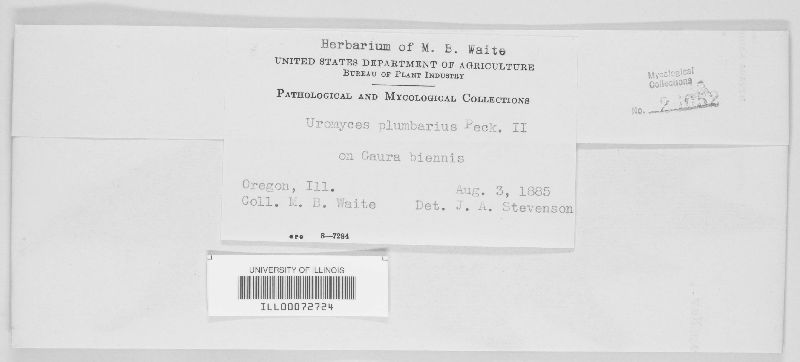 Herbarium of M. B. Waite
UNITED STATES DEPARTMENT OF AGRICULTURE
BUREAU OF PLANT INDUSTRY
PATHOLOGICAL AND MYCOLOGICAL COLLECTIONS
Uromyces plumbarius Peck. II
on Gaura biennis
Oregon, Ill. Aug. 3, 1885
Coll. M. B. Waite Det. J. A. Stevenson
8—7284
Mycological
Collections
No.
UNIVERSITY OF ILLINOIS
ILL00072724